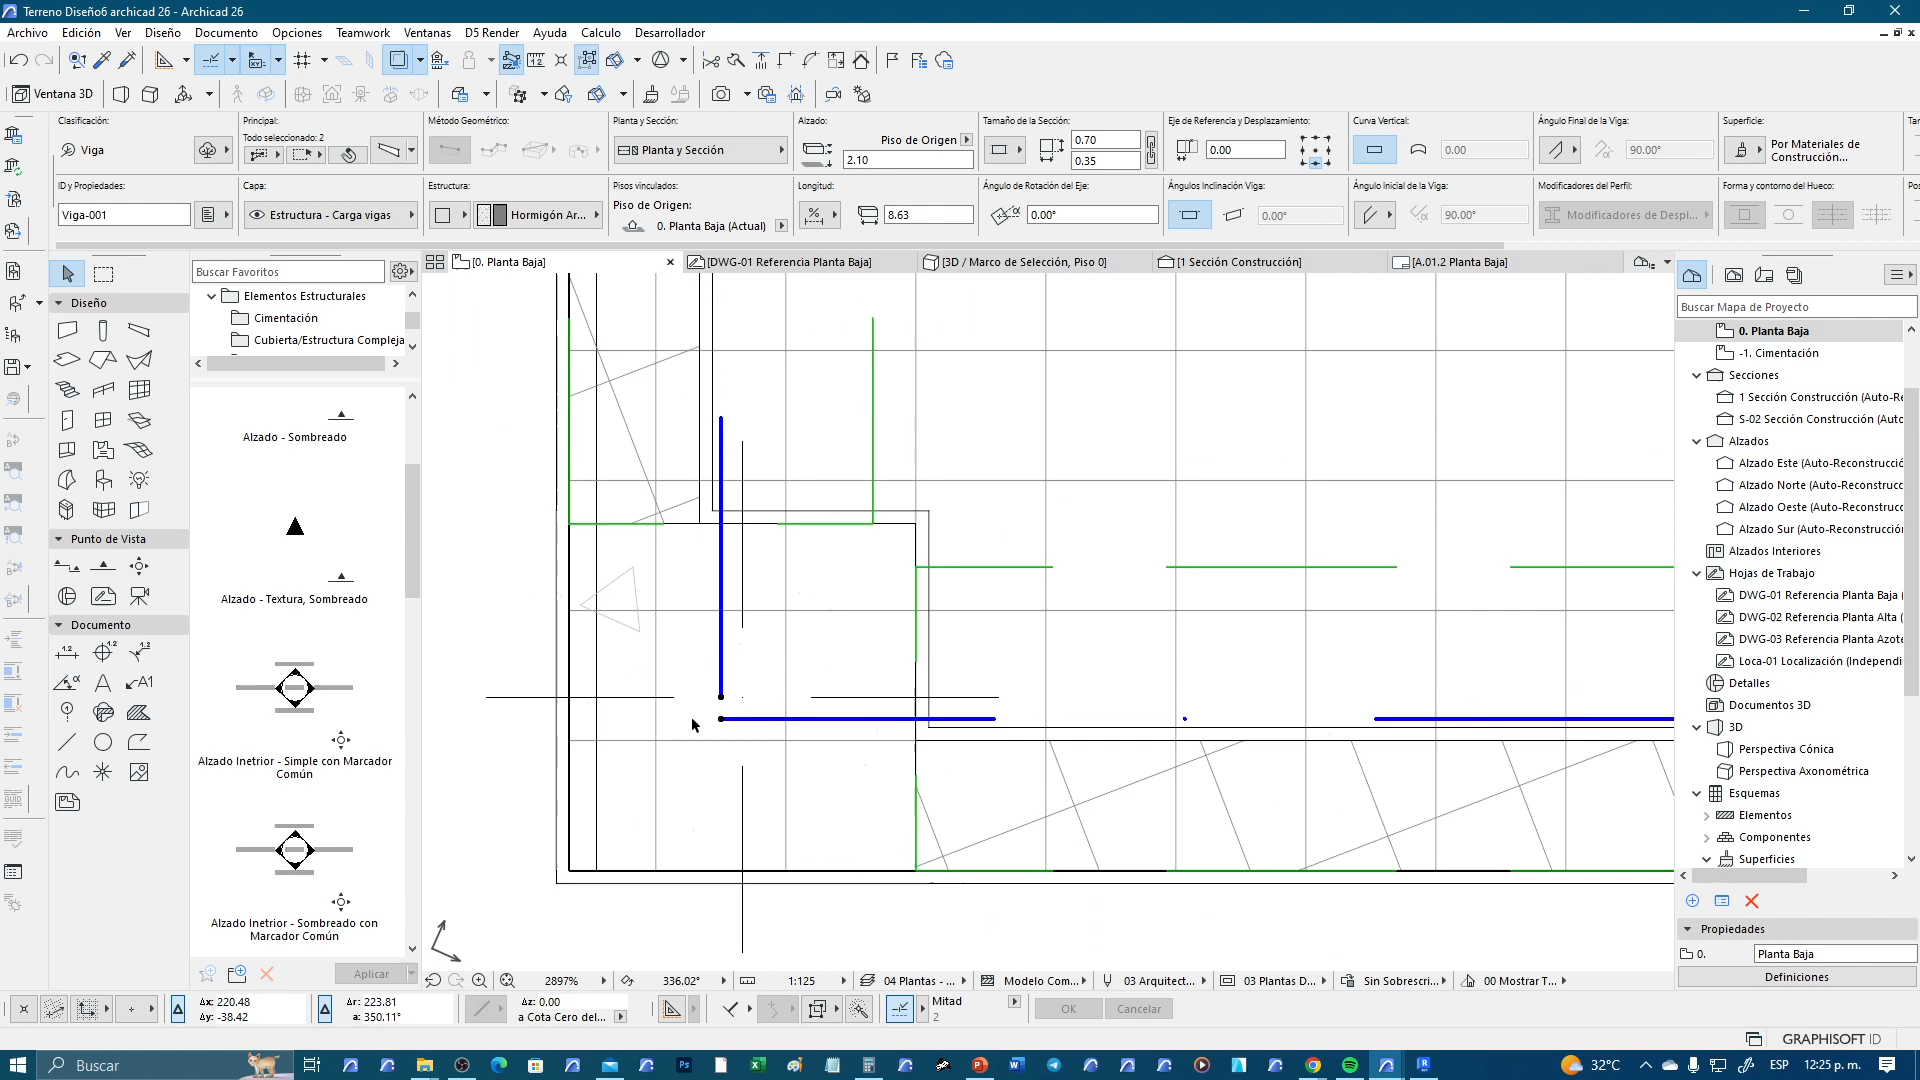 Terreno Diseño6 archicad 26 - Archicad 26
Archivo Edición Ver Diseño Documento Opciones Teamwork Ventanas D5 Render Ayuda Calculo Desarrollador
Ventana 3D
Clasificación:
Viga
Principal:
Todo seleccionado: 2
Método Geométrico:
Planta y Sección:
Planta y Sección
Alzado:
Piso de Origen
2.10
Tamaño de la Sección:
0.70
0.35
Eje de Referencia y Desplazamiento:
0.00
Curva Vertical:
0.00
Ángulo Final de la Viga:
90.00°
Superficie:
Por Materiales de
Construcción...
ID y Propiedades:
Viga-001
Capa:
Estructura - Carga vigas
Estructura:
Hormigón Ar...
Pisos vinculados:
Piso de Origen:
0. Planta Baja (Actual)
Longitud:
8.63
Ángulo de Rotación del Eje:
0.00°
Ángulos Inclinación Viga:
0.00°
Ángulo Inicial de la Viga:
90.00°
Modificadores del Perfil:
Modificadores de Despl...
Forma y contorno del Hueco:
[0. Planta Baja]
[DWG-01 Referencia Planta Baja]
[3D / Marco de Selección, Piso 0]
[1 Sección Construcción]
[A.01.2 Planta Baja]
Diseño
Punto de Vista
Documento
Buscar Favoritos
Elementos Estructurales
Cimentación
Cubierta/Estructura Compleja
Alzado - Sombreado
Alzado - Textura, Sombreado
Alzado Inetrior - Simple con Marcador
Común
Alzado Inetrior - Sombreado con
Marcador Común
Aplicar
Buscar Mapa de Proyecto
0. Planta Baja
-1. Cimentación
Secciones
1 Sección Construcción (Auto-Re
S-02 Sección Construcción (Auto
Alzados
Alzado Este (Auto-Reconstrucció
Alzado Norte (Auto-Reconstrucc
Alzado Oeste (Auto-Reconstrucc
Alzado Sur (Auto-Reconstrucción
Alzados Interiores
Hojas de Trabajo
DWG-01 Referencia Planta Baja (
DWG-02 Referencia Planta Alta (
DWG-03 Referencia Planta Azote
Loca-01 Localización (Independi
Detalles
Documentos 3D
3D
Perspectiva Cónica
Perspectiva Axonométrica
Esquemas
Elementos
Componentes
Superficies
Propiedades
0.
Planta Baja
Definiciones
2897% 336.02° 1:125 04 Plantas - ... Modelo Com... 03 Arquitect... 03 Plantas D... Sin Sobrescri... 00 Mostrar T...
Δx: 220.48
Δy: -38.42
Δr: 223.81
a: 350.11°
Δz: 0.00
a Cota Cero del...
Mitad
2
OK
Cancelar
GRAPHISOFT ID
Buscar
32°C
ESP
12:25 p. m.